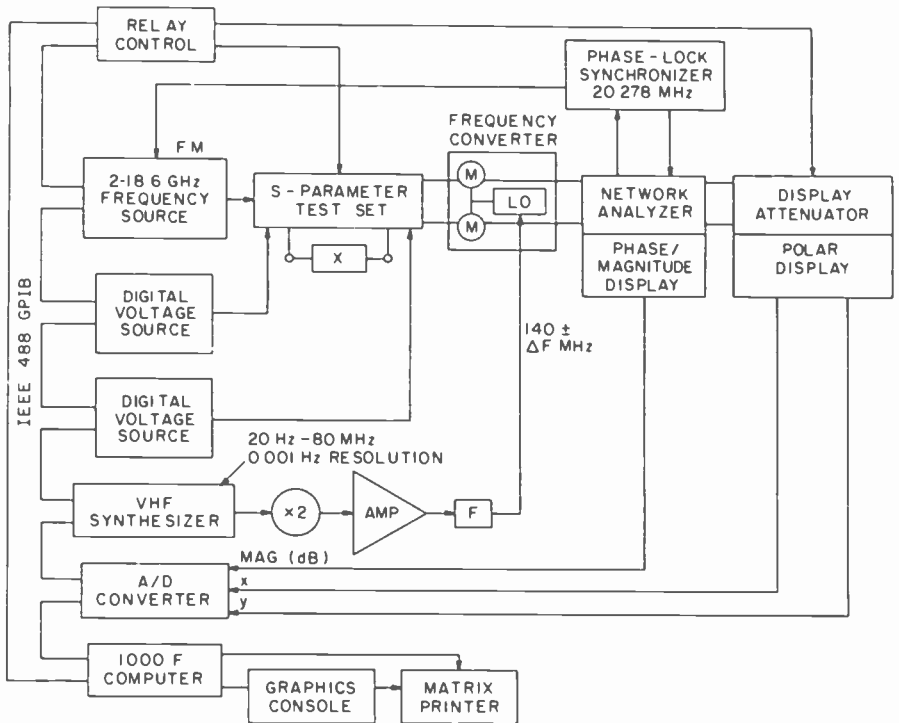 RELAY
CONTROL
PHASE-LOCK
SYNCHRONIZER
20 278 MHz
FREQUENCY
CONVERTER
FM
2-18 6 GHz
FREQUENCY
SOURCE
S-PARAMETER
TEST SET
X
M
LO
M
NETWORK
ANALYZER
PHASE/
MAGNITUDE
DISPLAY
DISPLAY
ATTENUATOR
POLAR
DISPLAY
IEEE 488 GPIB
DIGITAL
VOLTAGE
SOURCE
140 ±
ΔF MHz
DIGITAL
VOLTAGE
SOURCE
20 Hz-80 MHz
0 001 Hz RESOLUTION
VHF
SYNTHESIZER
×2
AMP
F
MAG (dB)
x
y
A/D
CONVERTER
1000 F
COMPUTER
GRAPHICS
CONSOLE
MATRIX
PRINTER